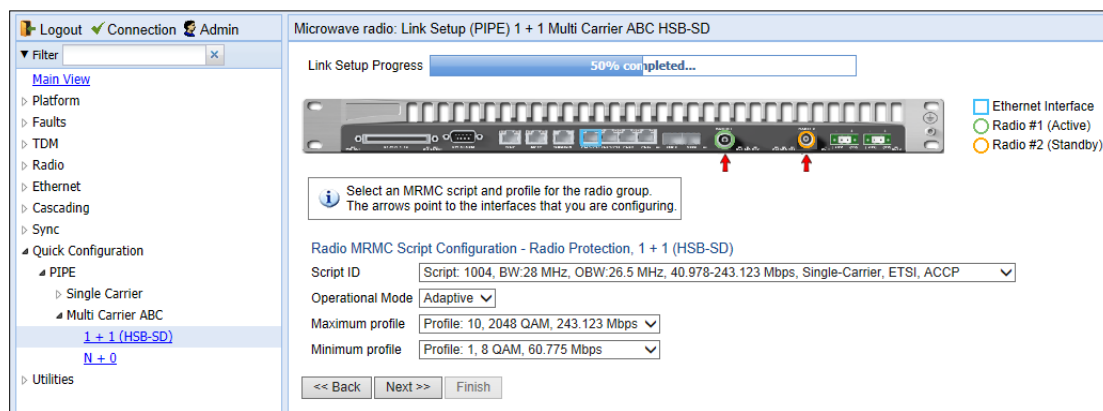 Logout Connection Admin
Filter
Main View
Platform
Faults
TDM
Radio
Ethernet
Cascading
Sync
Quick Configuration
PIPE
Single Carrier
Multi Carrier ABC
1 + 1 (HSB-SD)
N + 0
Utilities
Microwave radio: Link Setup (PIPE) 1 + 1 Multi Carrier ABC HSB-SD
Link Setup Progress 50% completed...
Ethernet Interface
Radio #1 (Active)
Radio #2 (Standby)
Select an MRMC script and profile for the radio group.
The arrows point to the interfaces that you are configuring.
Radio MRMC Script Configuration - Radio Protection, 1 + 1 (HSB-SD)
Script ID Script: 1004, BW:28 MHz, OBW:26.5 MHz, 40.978-243.123 Mbps, Single-Carrier, ETSI, ACCP
Operational Mode Adaptive
Maximum profile Profile: 10, 2048 QAM, 243.123 Mbps
Minimum profile Profile: 1, 8 QAM, 60.775 Mbps
<< Back Next >> Finish